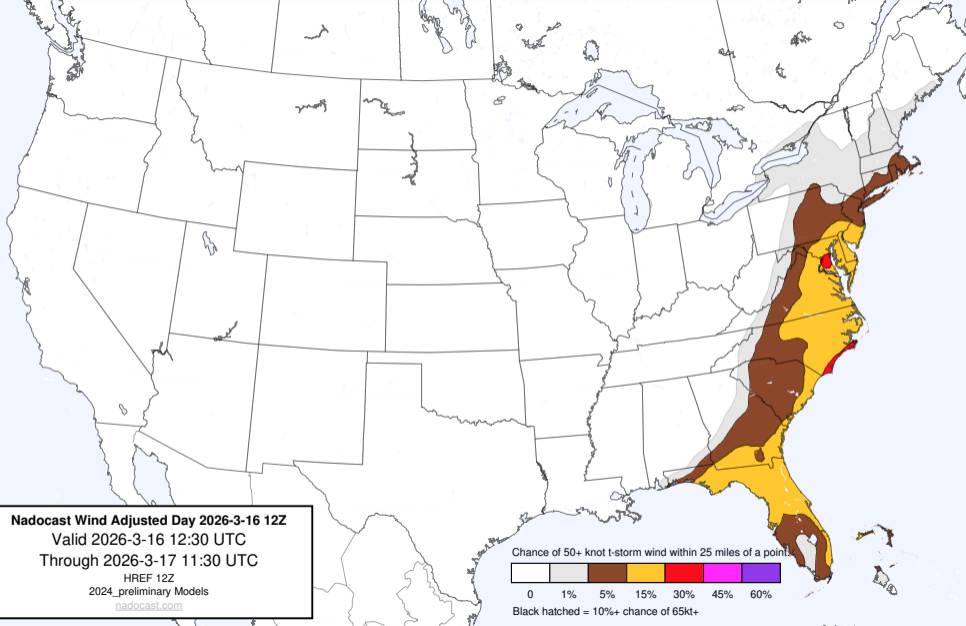 Nadocast Wind Adjusted Day 2026-3-16 12Z
Valid 2026-3-16 12:30 UTC
Through 2026-3-17 11:30 UTC
HREF 12Z
2024_preliminary Models
nadocast.com
Chance of 50+ knot t-storm wind within 25 miles of a point.
0 1% 5% 15% 30% 45% 60%
Black hatched = 10%+ chance of 65kt+